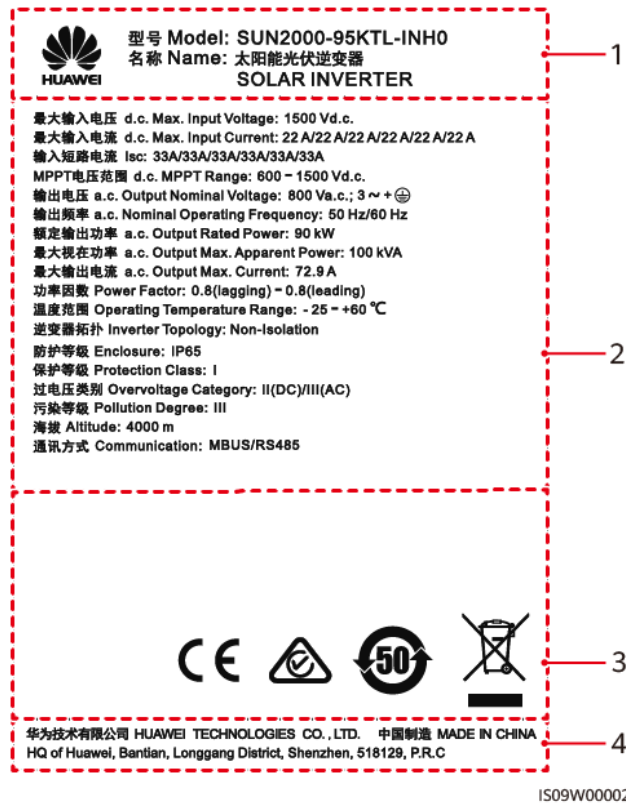 HUAWEI
型号 Model: SUN2000-95KTL-INH0
名称 Name: 太阳能光伏逆变器
SOLAR INVERTER
1
最大输入电压 d.c. Max. Input Voltage: 1500 Vd.c.
最大输入电流 d.c. Max. Input Current: 22 A/22 A/22 A/22 A/22 A/22 A
输入短路电流 Isc: 33A/33A/33A/33A/33A/33A
MPPT电压范围 d.c. MPPT Range: 600 - 1500 Vd.c.
输出电压 a.c. Output Nominal Voltage: 800 Va.c.; 3 ~ + ⏚
输出频率 a.c. Nominal Operating Frequency: 50 Hz/60 Hz
额定输出功率 a.c. Output Rated Power: 90 kW
最大视在功率 a.c. Output Max. Apparent Power: 100 kVA
最大输出电流 a.c. Output Max. Current: 72.9 A
功率因数 Power Factor: 0.8(lagging) - 0.8(leading)
温度范围 Operating Temperature Range: - 25 - +60 ℃
逆变器拓扑 Inverter Topology: Non-Isolation
防护等级 Enclosure: IP65
保护等级 Protection Class: I
过电压类别 Overvoltage Category: II(DC)/III(AC)
污染等级 Pollution Degree: III
海拔 Altitude: 4000 m
通讯方式 Communication: MBUS/RS485
2
CE
50
3
华为技术有限公司 HUAWEI TECHNOLOGIES CO., LTD. 中国制造 MADE IN CHINA
HQ of Huawei, Bantian, Longgang District, Shenzhen, 518129, P.R.C
4
IS09W00002